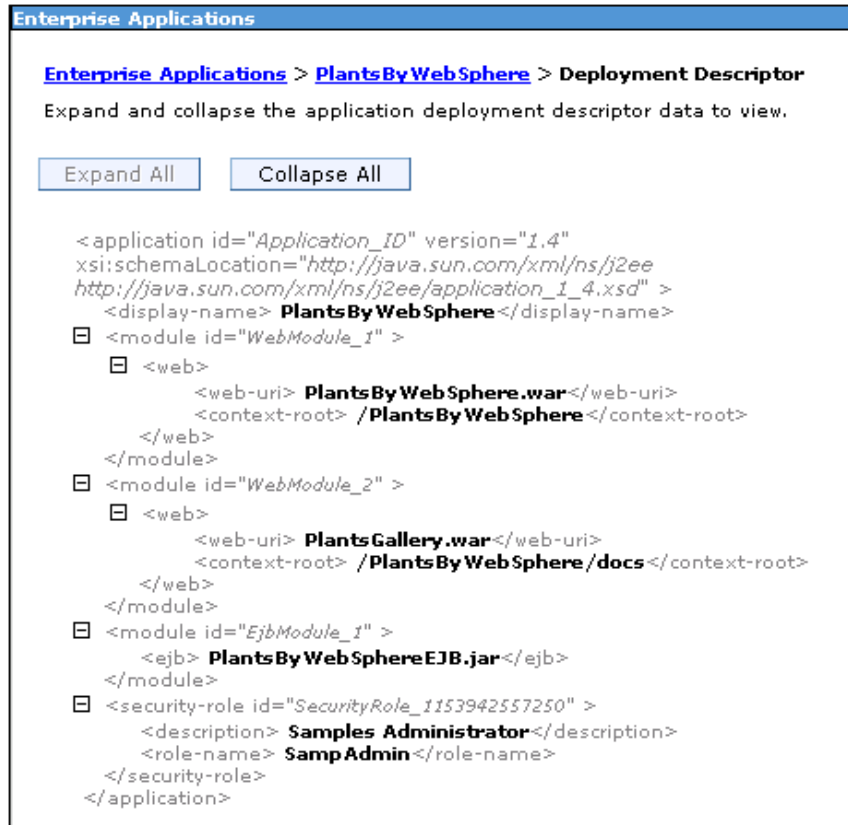 Enterprise Applications
Enterprise Applications > PlantsByWebSphere > Deployment Descriptor
Expand and collapse the application deployment descriptor data to view.
Expand All Collapse All
<application id="Application_ID" version="1.4"
xsi:schemaLocation="http://java.sun.com/xml/ns/j2ee
http://java.sun.com/xml/ns/j2ee/application_1_4.xsd" >
<display-name> PlantsByWebSphere</display-name>
<module id="WebModule_1" >
<web>
<web-uri> PlantsByWebSphere.war</web-uri>
<context-root> /PlantsByWebSphere</context-root>
</web>
</module>
<module id="WebModule_2" >
<web>
<web-uri> PlantsGallery.war</web-uri>
<context-root> /PlantsByWebSphere/docs</context-root>
</web>
</module>
<module id="EjbModule_1" >
<ejb> PlantsByWebSphereEJB.jar</ejb>
</module>
<security-role id="SecurityRole_1153942557250" >
<description> Samples Administrator</description>
<role-name> SampAdmin</role-name>
</security-role>
</application>